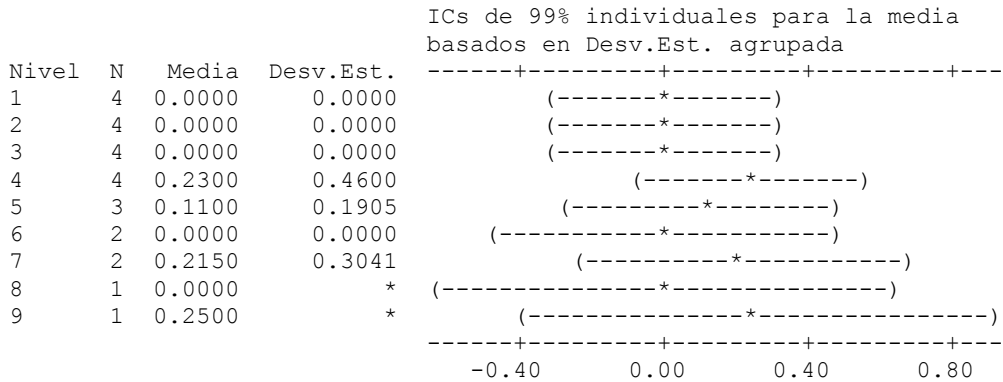 ICs de 99% individuales para la media
                              basados en Desv.Est. agrupada
Nivel  N   Media  Desv.Est.  ------+---------+---------+---------+---
1      4  0.0000     0.0000          (-------*-------)
2      4  0.0000     0.0000          (-------*-------)
3      4  0.0000     0.0000          (-------*-------)
4      4  0.2300     0.4600                (-------*-------)
5      3  0.1100     0.1905           (---------*--------)
6      2  0.0000     0.0000      (-----------*-----------)
7      2  0.2150     0.3041            (----------*-----------)
8      1  0.0000          *  (---------------*---------------)
9      1  0.2500          *        (---------------*----------------)
                             ------+---------+---------+---------+---
                                -0.40      0.00      0.40      0.80